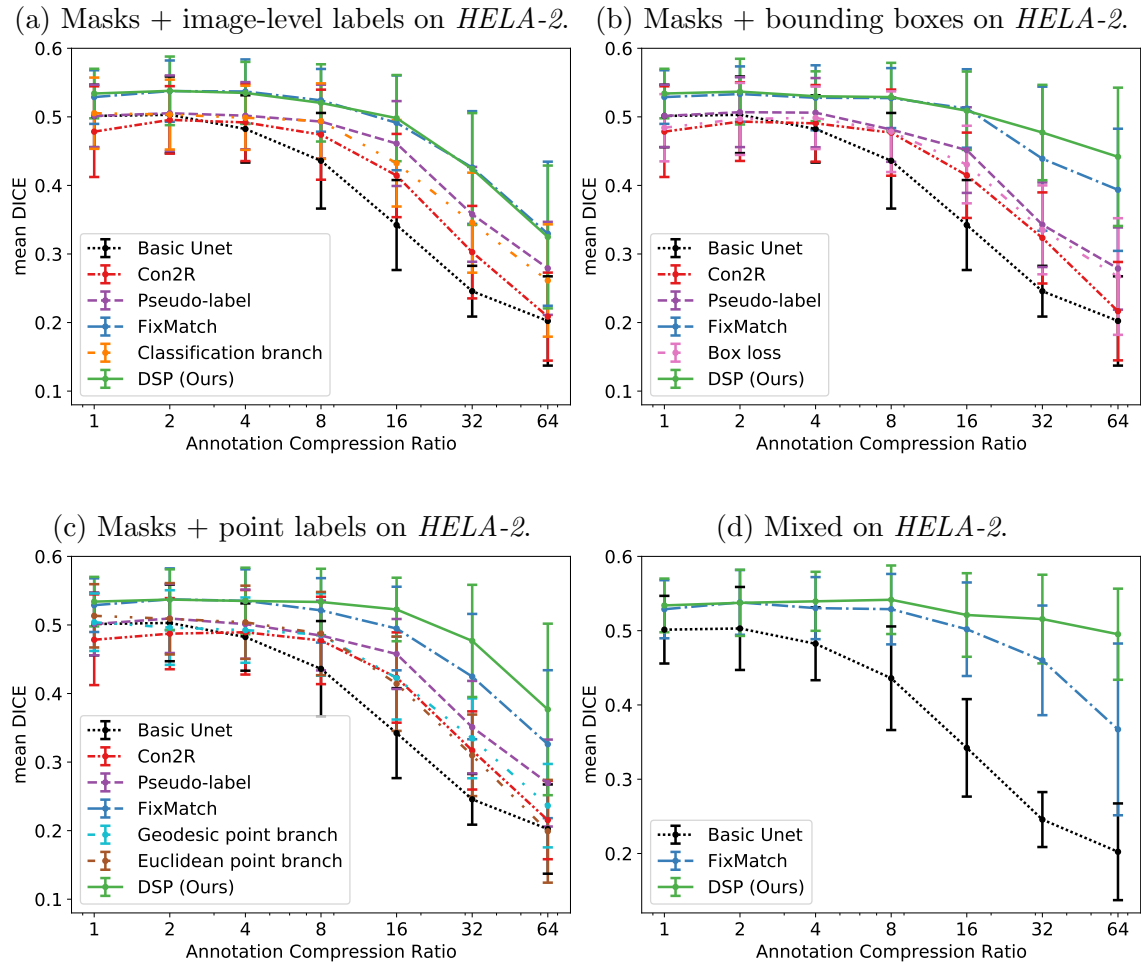 (a) Masks + image-level labels on HELA-2.
0.6
0.5
0.4
0.3
0.2
0.1
mean DICE
Basic Unet
Con2R
Pseudo-label
FixMatch
Classification branch
DSP (Ours)
1 2 4 8 16 32 64
Annotation Compression Ratio
(b) Masks + bounding boxes on HELA-2.
0.6
0.5
0.4
0.3
0.2
0.1
mean DICE
Basic Unet
Con2R
Pseudo-label
FixMatch
Box loss
DSP (Ours)
1 2 4 8 16 32 64
Annotation Compression Ratio
(c) Masks + point labels on HELA-2.
0.6
0.5
0.4
0.3
0.2
0.1
mean DICE
Basic Unet
Con2R
Pseudo-label
FixMatch
Geodesic point branch
Euclidean point branch
DSP (Ours)
1 2 4 8 16 32 64
Annotation Compression Ratio
(d) Mixed on HELA-2.
0.6
0.5
0.4
0.3
0.2
mean DICE
Basic Unet
FixMatch
DSP (Ours)
1 2 4 8 16 32 64
Annotation Compression Ratio